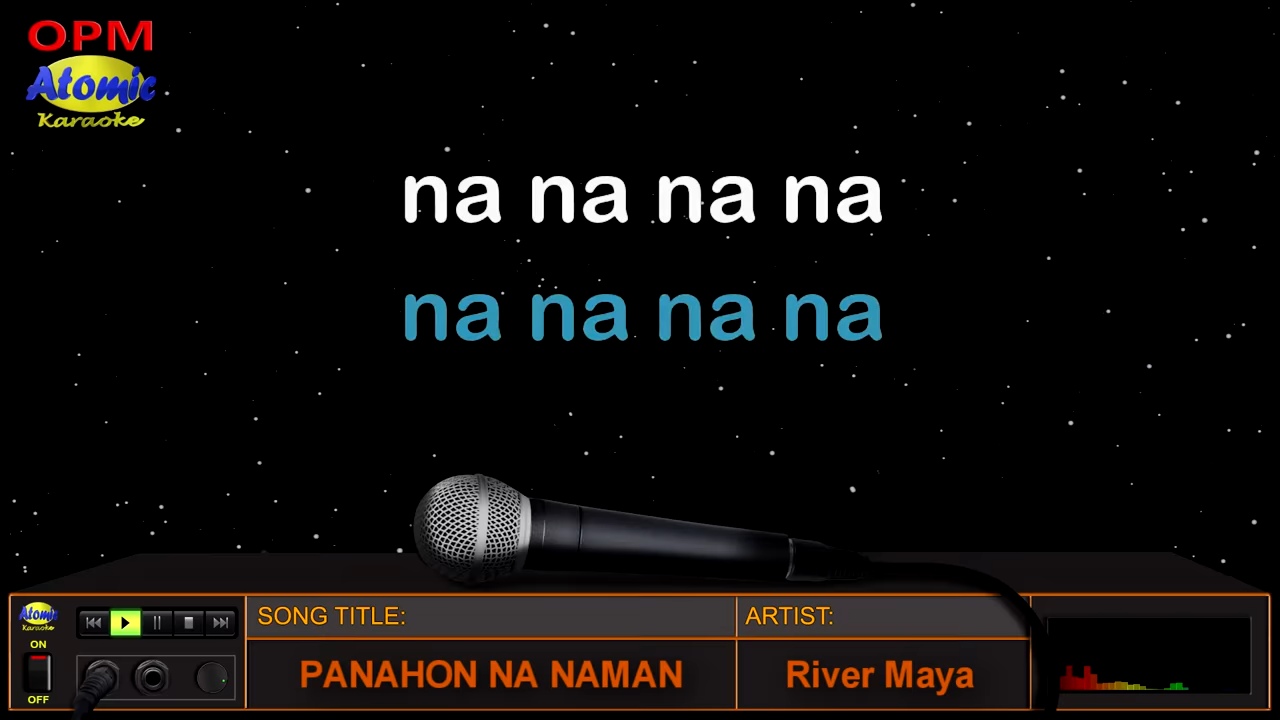 OPM
Atomic
Karaoke
na na na na
na na na na
Atomic
Karaoke
ON
OFF
SONG TITLE:
PANAHON NA NAMAN
ARTIST:
River Maya